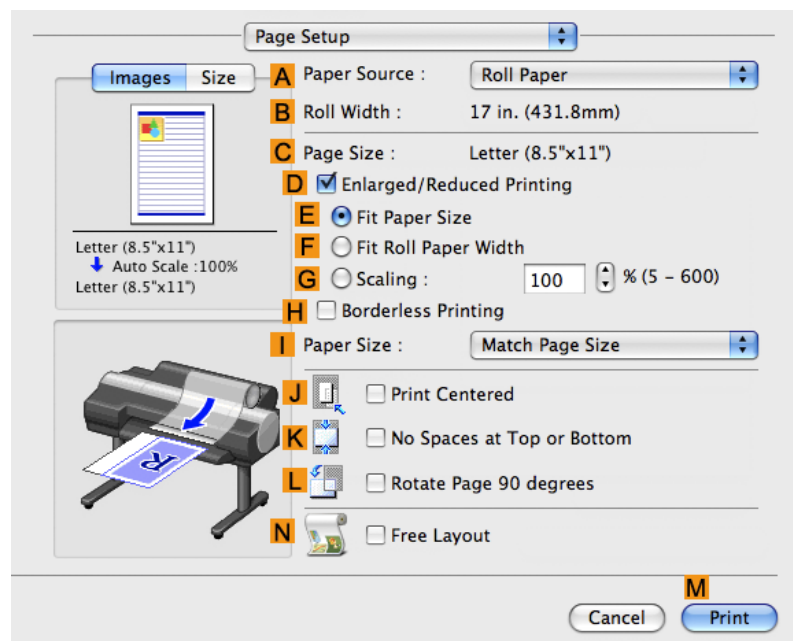 Page Setup
Images Size
A Paper Source : Roll Paper
B Roll Width : 17 in. (431.8mm)
C Page Size : Letter (8.5"x11")
D Enlarged/Reduced Printing
E Fit Paper Size
F Fit Roll Paper Width
G Scaling : 100 % (5 - 600)
H Borderless Printing
I Paper Size : Match Page Size
Letter (8.5"x11")
Auto Scale :100%
Letter (8.5"x11")
J Print Centered
K No Spaces at Top or Bottom
L Rotate Page 90 degrees
N Free Layout
R
M
Cancel Print